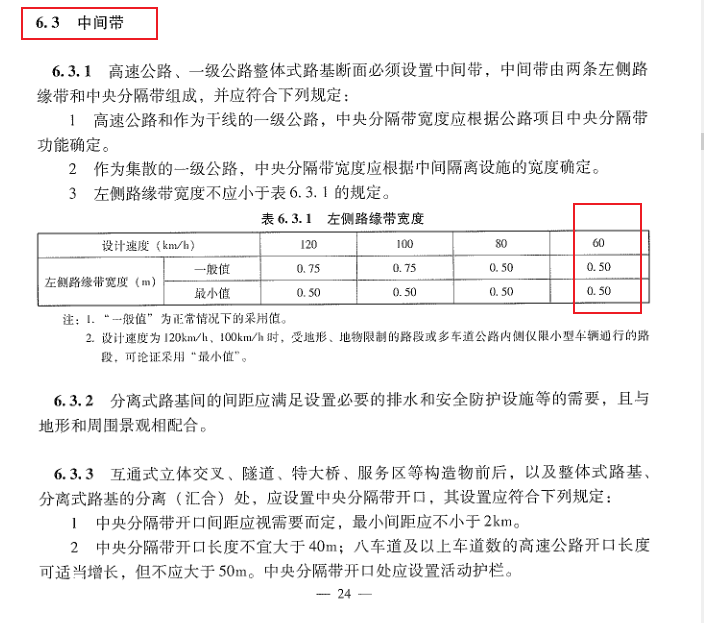 6.3 中间带
6.3.1 高速公路、一级公路整体式路基断面必须设置中间带，中间带由两条左侧路
缘带和中央分隔带组成，并应符合下列规定：
1 高速公路和作为干线的一级公路，中央分隔带宽度应根据公路项目中央分隔带
功能确定。
2 作为集散的一级公路，中央分隔带宽度应根据中间隔离设施的宽度确定。
3 左侧路缘带宽度不应小于表6.3.1的规定。
表6.3.1 左侧路缘带宽度
设计速度（km/h） 120 100 80 60
左侧路缘带宽度（m） 一般值 0.75 0.75 0.50 0.50
最小值 0.50 0.50 0.50 0.50
注：1. “一般值”为正常情况下的采用值。
2. 设计速度为120km/h、100km/h时，受地形、地物限制的路段或多车道公路内侧仅限小型车辆通行的路
段，可论证采用“最小值”。
6.3.2 分离式路基间的间距应满足设置必要的排水和安全防护设施等的需要，且与
地形和周围景观相配合。
6.3.3 互通式立体交叉、隧道、特大桥、服务区等构造物前后，以及整体式路基、
分离式路基的分离（汇合）处，应设置中央分隔带开口，其设置应符合下列规定：
1 中央分隔带开口间距应视需要而定，最小间距应不小于2km。
2 中央分隔带开口长度不宜大于40m；八车道及以上车道数的高速公路开口长度
可适当增长，但不应大于50m。中央分隔带开口处应设置活动护栏。
— 24 —